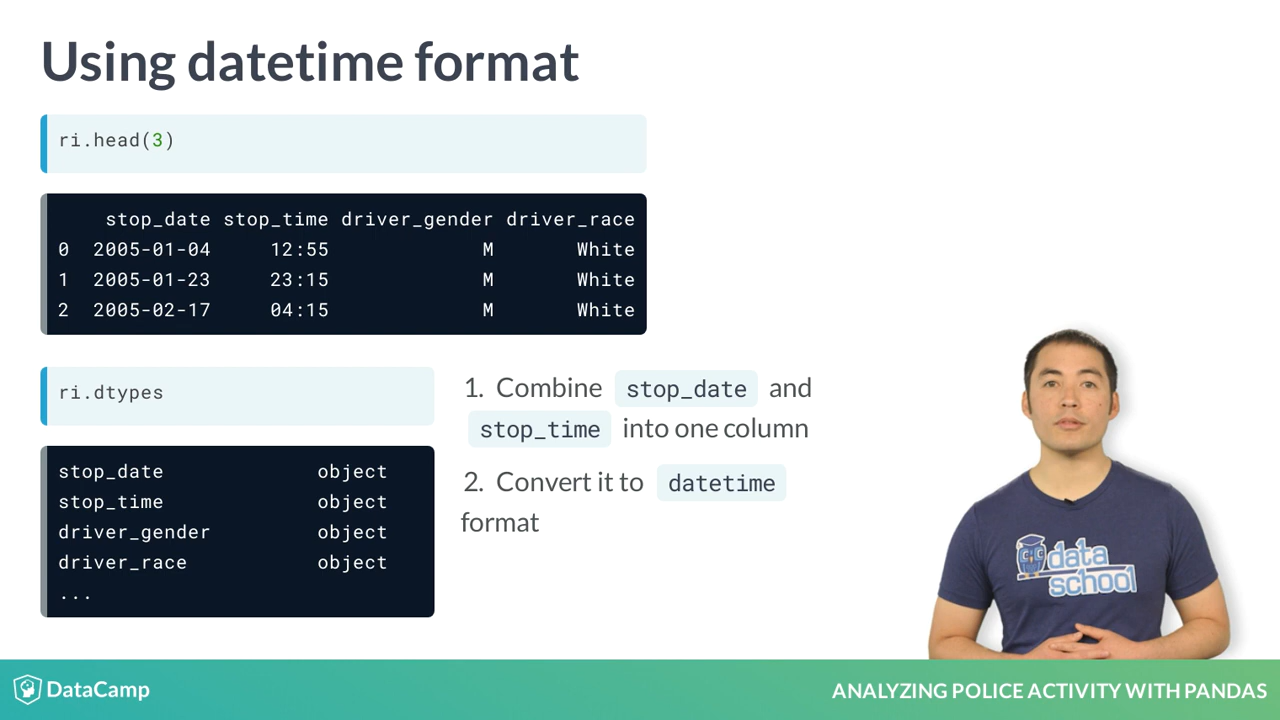 Using datetime format
ri.head(3)
stop_date stop_time driver_gender driver_race
0 2005-01-04 12:55 M White
1 2005-01-23 23:15 M White
2 2005-02-17 04:15 M White
ri.dtypes
stop_date object
stop_time object
driver_gender object
driver_race object
...
1. Combine stop_date and
stop_time into one column
2. Convert it to datetime
format
data
school
DataCamp
ANALYZING POLICE ACTIVITY WITH PANDAS